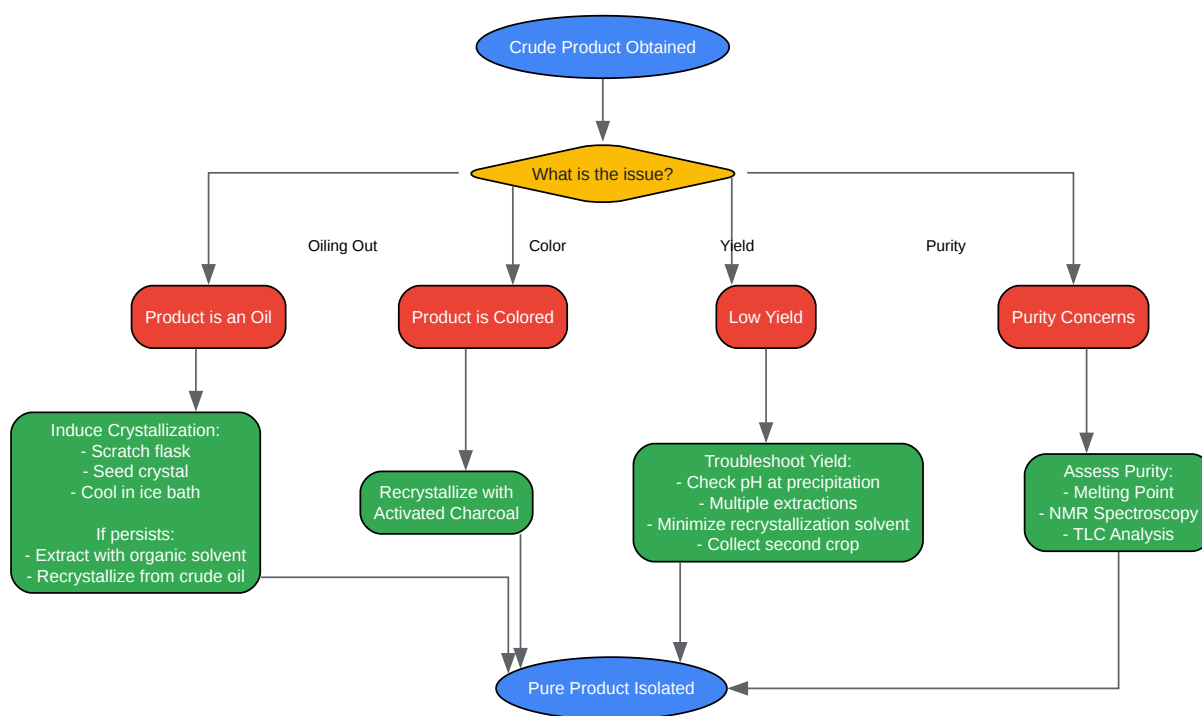 Crude Product Obtained
What is the issue?
Oiling Out
Color
Yield
Purity
Product is an Oil
Product is Colored
Low Yield
Purity Concerns
Induce Crystallization:
- Scratch flask
- Seed crystal
- Cool in ice bath
If persists:
- Extract with organic solvent
- Recrystallize from crude oil
Recrystallize with
Activated Charcoal
Troubleshoot Yield:
- Check pH at precipitation
- Multiple extractions
- Minimize recrystallization solvent
- Collect second crop
Assess Purity:
- Melting Point
- NMR Spectroscopy
- TLC Analysis
Pure Product Isolated